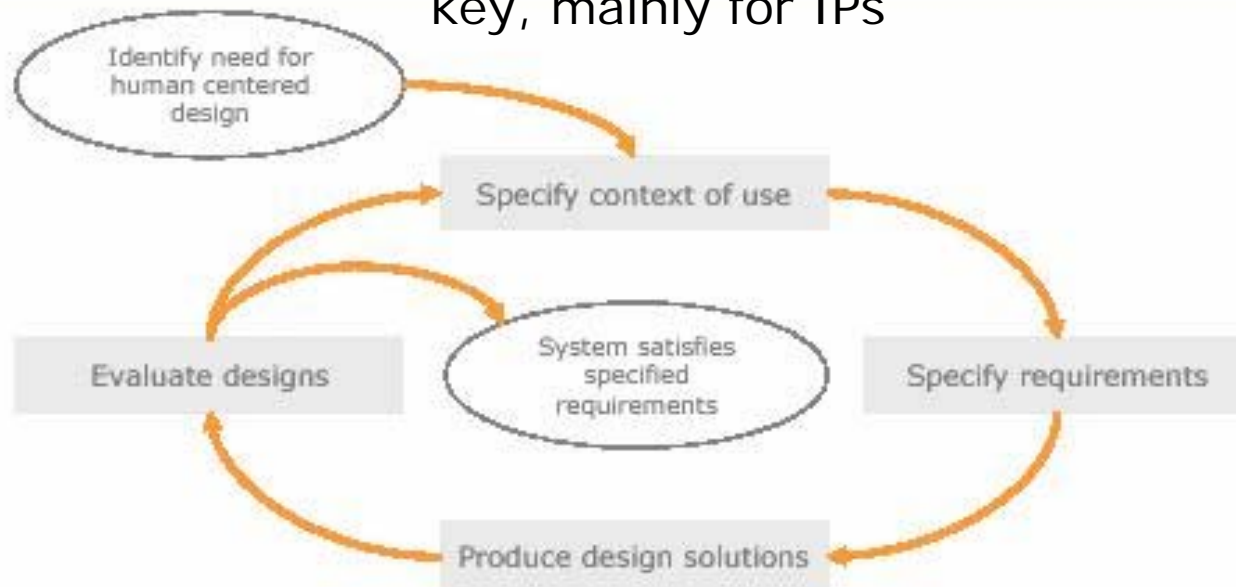 key, mainly for IPs
Identify need for
human centered
design
Specify context of use
System satisfies
specified
requirements
Evaluate designs
Specify requirements
Produce design solutions